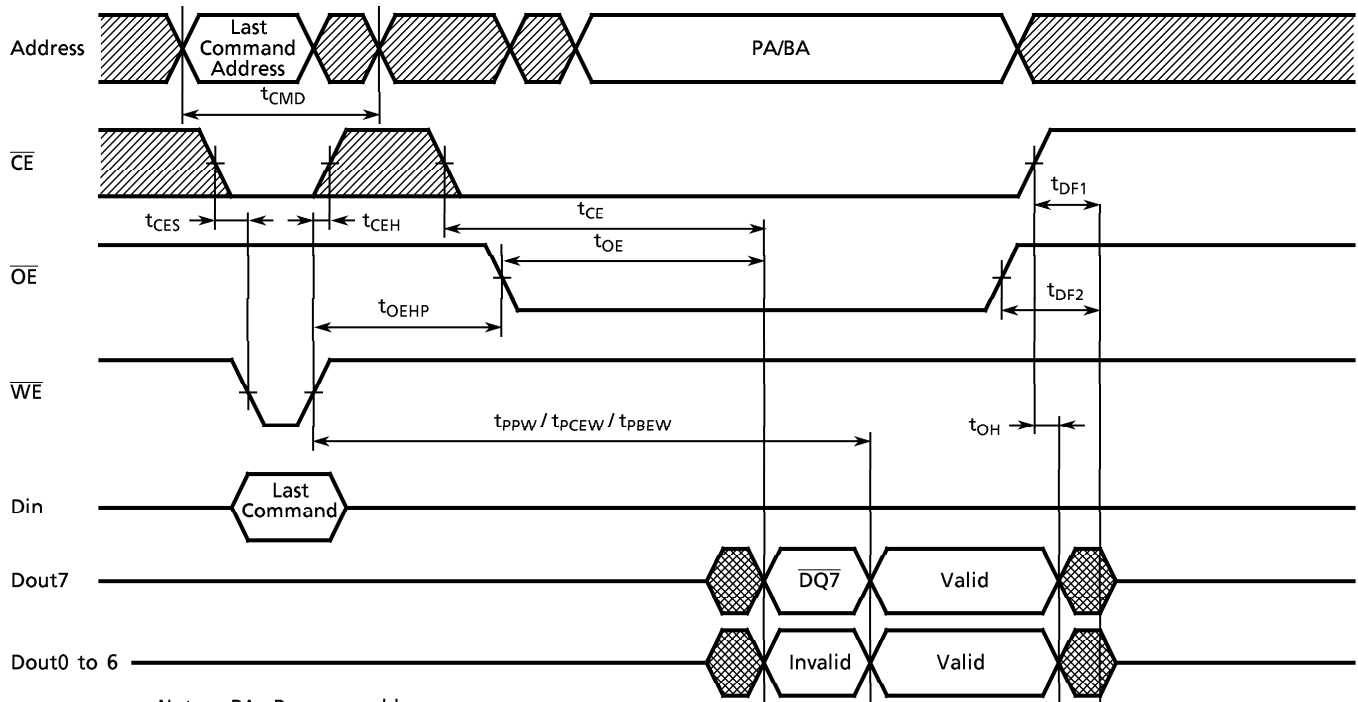 Address
Last
Command
Address
PA/BA
tCMD
CE
tDF1
tCES
tCEH
tCE
OE
tOE
tDF2
tOEHP
WE
tPPW / tPCEW / tPBEW
tOH
Din
Last
Command
Dout7
DQ7
Valid
Dout0 to 6
Invalid
Valid